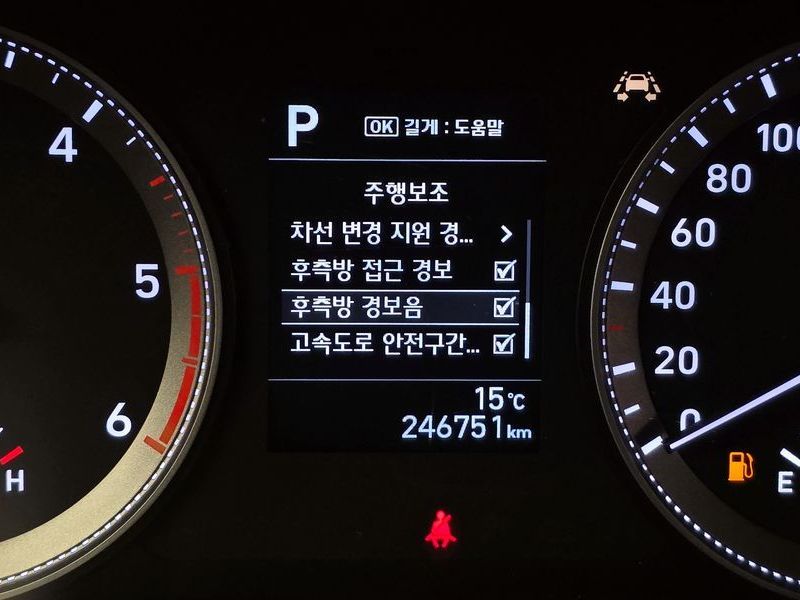 P
OK 길게 : 도움말
주행보조
차선 변경 지원 경...
후측방 접근 경보
후측방 경보음
고속도로 안전구간...
15℃
246751km
4
5
6
H
100
80
60
40
20
0
E